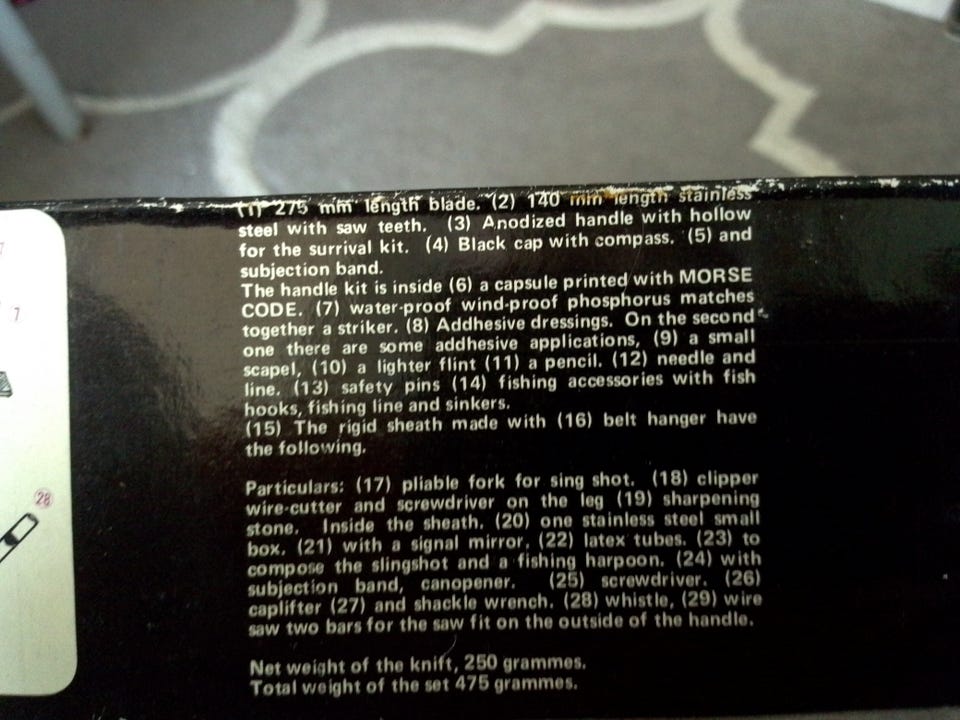 (1) 275 mm length blade. (2) 140 mm length stainless
steel with saw teeth. (3) Anodized handle with hollow
for the surrival kit. (4) Black cap with compass. (5) and
subjection band.
The handle kit is inside (6) a capsule printed with MORSE
CODE. (7) water-proof wind-proof phosphorus matches
together a striker. (8) Addhesive dressings. On the second
one there are some addhesive applications, (9) a small
scapel, (10) a lighter flint (11) a pencil. (12) needle and
line. (13) safety pins (14) fishing accessories with fish
hooks, fishing line and sinkers.
(15) The rigid sheath made with (16) belt hanger have
the following.
Particulars: (17) pliable fork for sing shot. (18) clipper
wire-cutter and screwdriver on the leg (19) sharpening
stone. Inside the sheath. (20) one stainless steel small
box. (21) with a signal mirror. (22) latex tubes. (23) to
compose the slingshot and a fishing harpoon. (24) with
subjection band, canopener. (25) screwdriver. (26)
caplifter (27) and shackle wrench. (28) whistle, (29) wire
saw two bars for the saw fit on the outside of the handle.
Net weight of the knift, 250 grammes.
Total weight of the set 475 grammes.
7
7
28